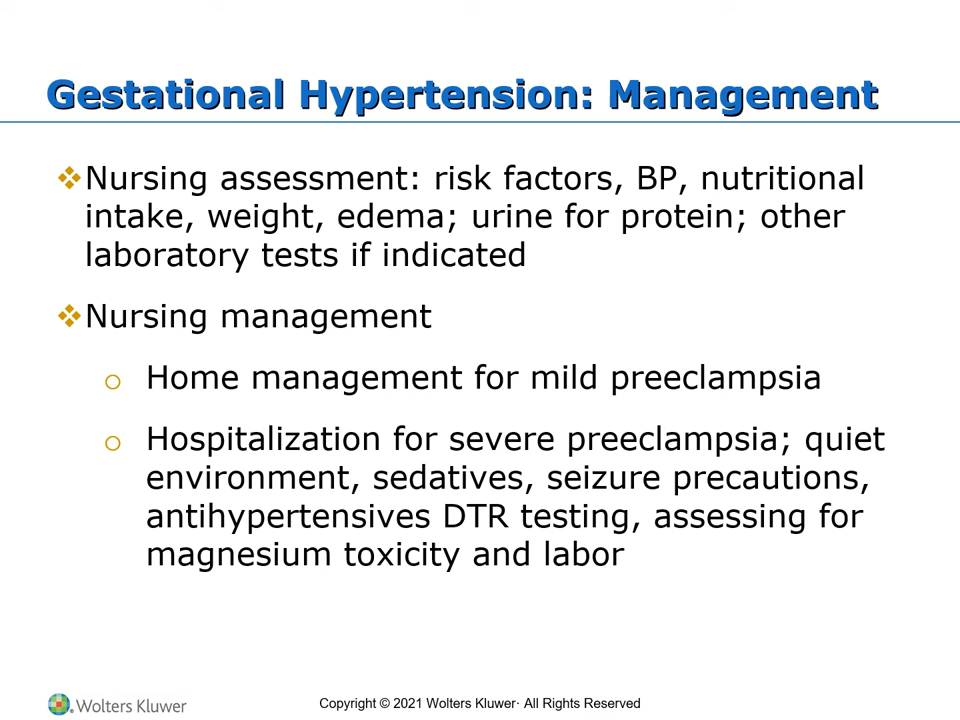 Gestational Hypertension: Management
❖Nursing assessment: risk factors, BP, nutritional
intake, weight, edema; urine for protein; other
laboratory tests if indicated
❖Nursing management
o Home management for mild preeclampsia
o Hospitalization for severe preeclampsia; quiet
environment, sedatives, seizure precautions,
antihypertensives DTR testing, assessing for
magnesium toxicity and labor
Wolters Kluwer
Copyright © 2021 Wolters Kluwer· All Rights Reserved